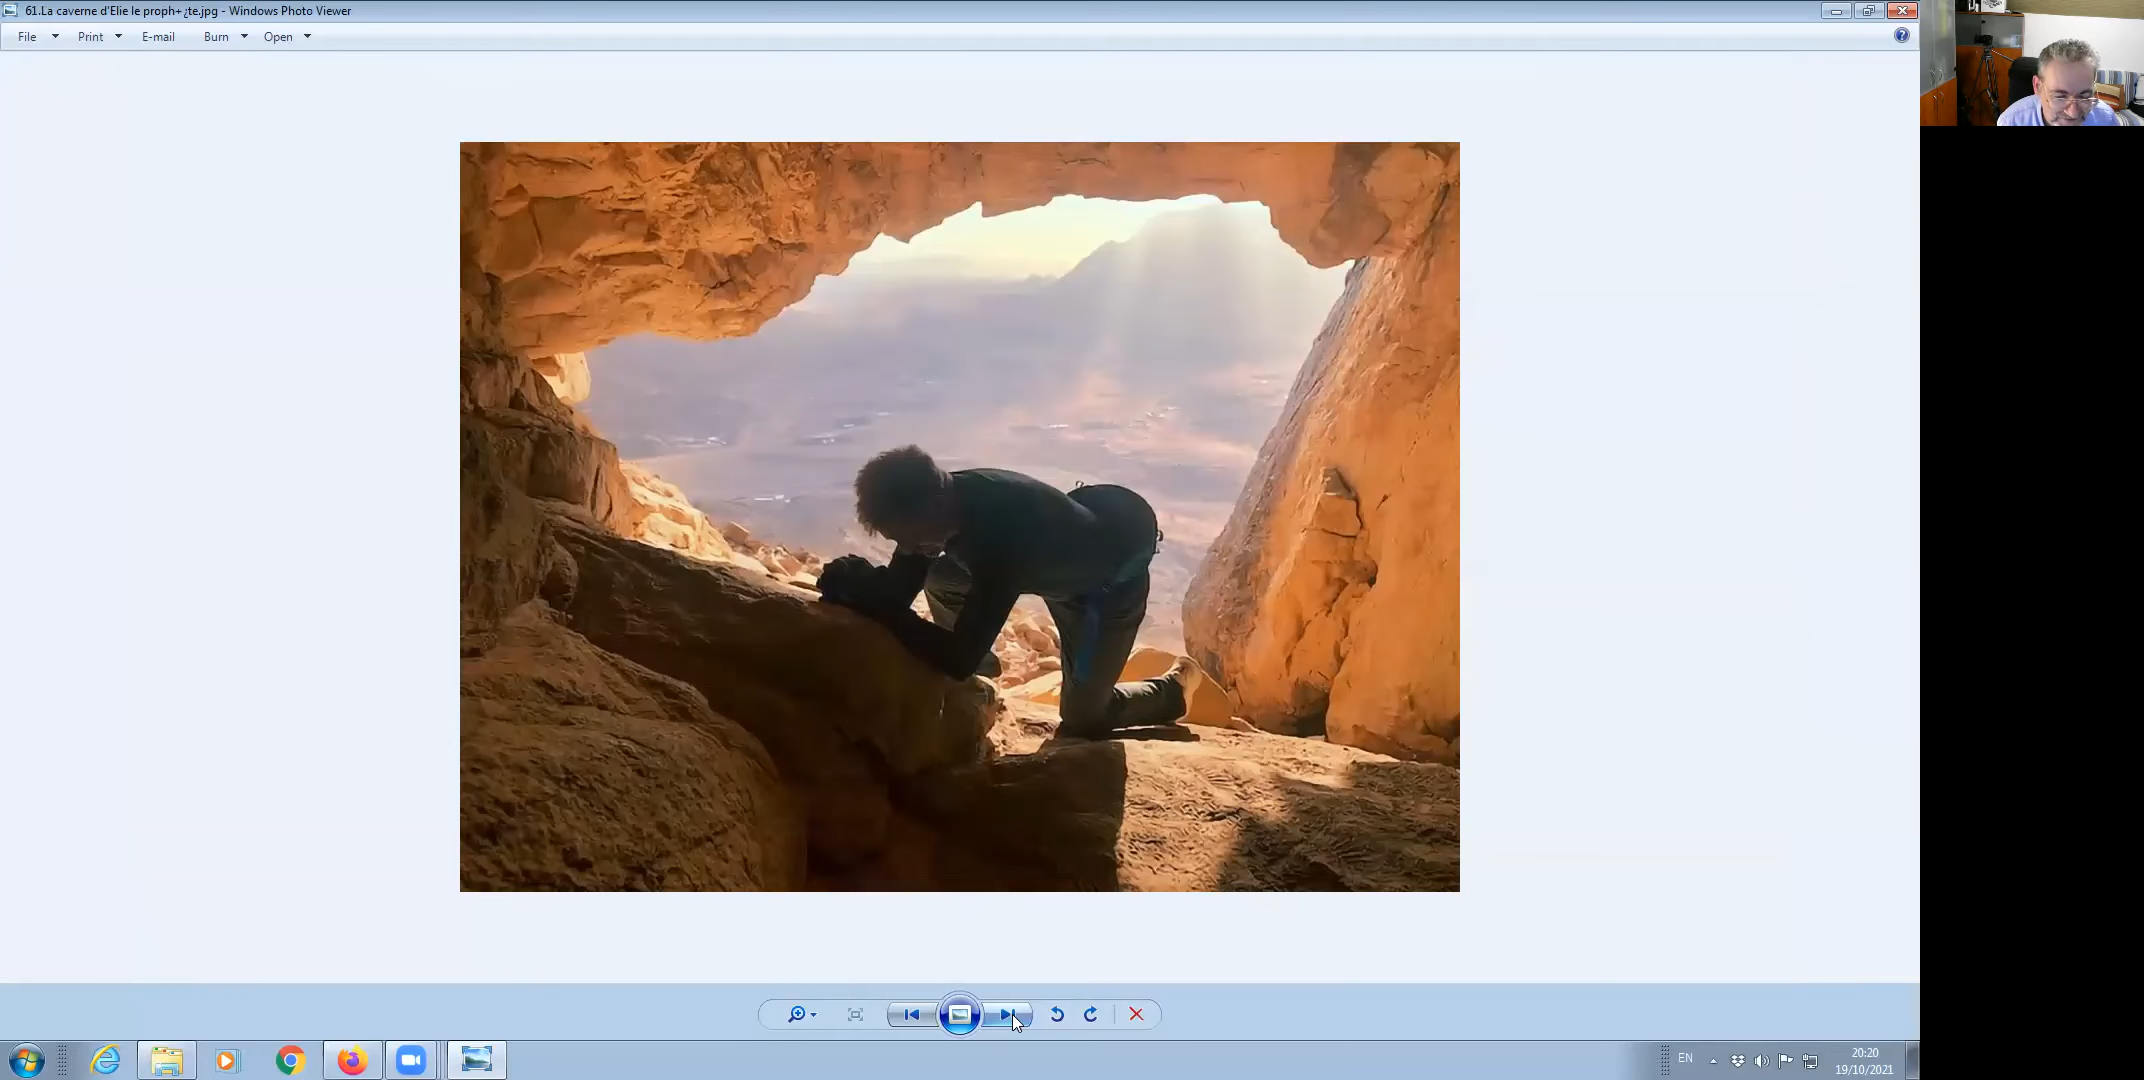 61.La caverne d'Elie le proph+¿te.jpg - Windows Photo Viewer
File Print E-mail Burn Open
EN
20:20
19/10/2021